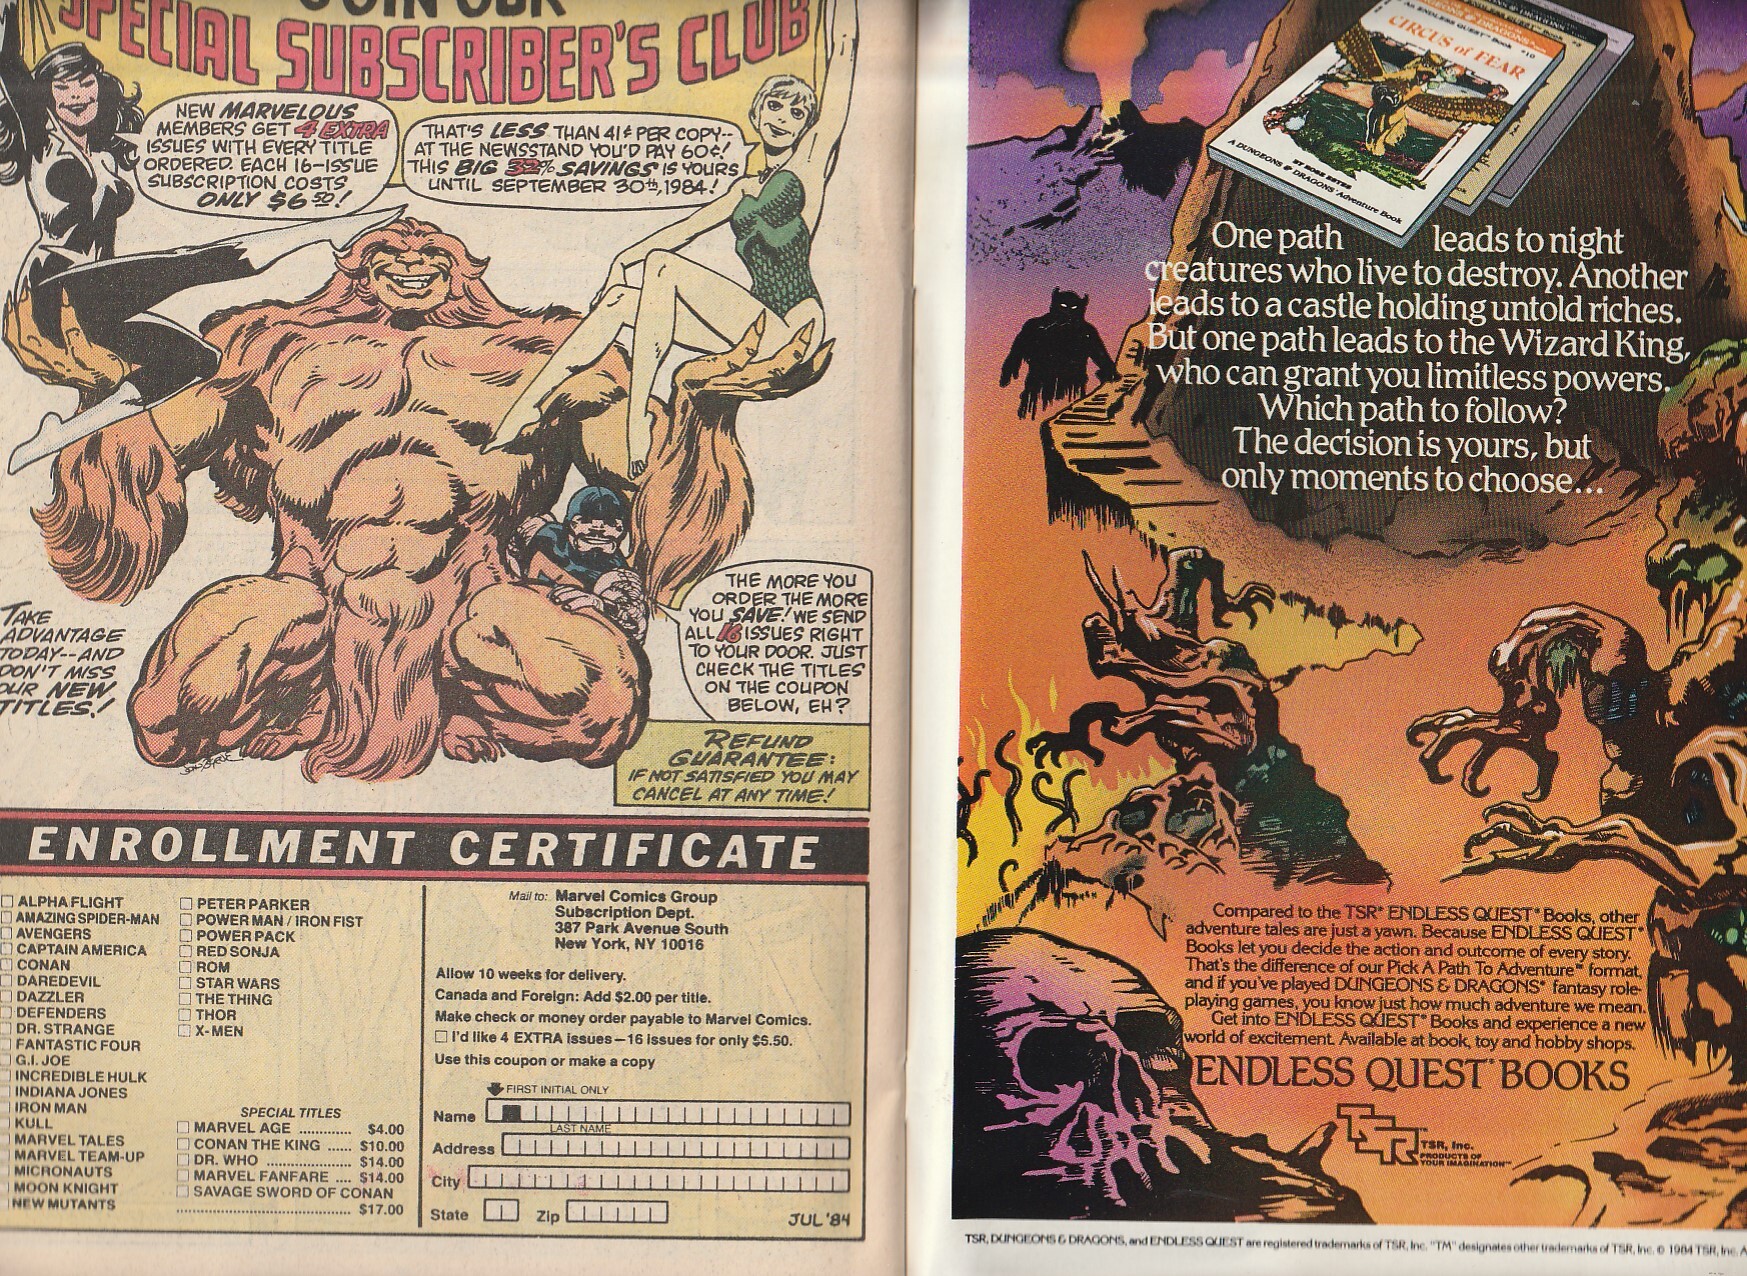 JOIN OUR
SPECIAL SUBSCRIBER'S CLUB
NEW MARVELOUS
MEMBERS GET 4 EXTRA
ISSUES WITH EVERY TITLE
ORDERED. EACH 16-ISSUE
SUBSCRIPTION COSTS
ONLY $6.50!
THAT'S LESS THAN 41¢ PER COPY--
AT THE NEWSSTAND YOU'D PAY 60¢!
THIS BIG 32% SAVINGS IS YOURS
UNTIL SEPTEMBER 30th, 1984!
TAKE
ADVANTAGE
TODAY--AND
DON'T MISS
OUR NEW
TITLES!
THE MORE YOU
ORDER THE MORE
YOU SAVE! WE SEND
ALL 16 ISSUES RIGHT
TO YOUR DOOR. JUST
CHECK THE TITLES
ON THE COUPON
BELOW, EH?
REFUND
GUARANTEE:
IF NOT SATISFIED YOU MAY
CANCEL AT ANY TIME!
ENROLLMENT CERTIFICATE
ALPHA FLIGHT
AMAZING SPIDER-MAN
AVENGERS
CAPTAIN AMERICA
CONAN
DAREDEVIL
DAZZLER
DEFENDERS
DR. STRANGE
FANTASTIC FOUR
G.I. JOE
INCREDIBLE HULK
INDIANA JONES
IRON MAN
KULL
MARVEL TALES
MARVEL TEAM-UP
MICRONAUTS
MOON KNIGHT
NEW MUTANTS
PETER PARKER
POWER MAN / IRON FIST
POWER PACK
RED SONJA
ROM
STAR WARS
THE THING
THOR
X-MEN
SPECIAL TITLES
MARVEL AGE ............ $4.00
CONAN THE KING ...... $10.00
DR. WHO .................... $14.00
MARVEL FANFARE .... $14.00
SAVAGE SWORD OF CONAN
......................................... $17.00
Mail to: Marvel Comics Group
Subscription Dept.
387 Park Avenue South
New York, NY 10016
Allow 10 weeks for delivery.
Canada and Foreign: Add $2.00 per title.
Make check or money order payable to Marvel Comics.
I'd like 4 EXTRA issues—16 issues for only $6.50.
Use this coupon or make a copy
FIRST INITIAL ONLY
Name
LAST NAME
Address
City
State Zip
JUL '84
DUNGEONS & DRAGONS
AN ENDLESS QUEST™ Book #10
CIRCUS of FEAR
BY ROSE ESTES
A DUNGEONS & DRAGONS® Adventure Book
One path leads to night
creatures who live to destroy. Another
leads to a castle holding untold riches.
But one path leads to the Wizard King,
who can grant you limitless powers.
Which path to follow?
The decision is yours, but
only moments to choose...
Compared to the TSR® ENDLESS QUEST® Books, other
adventure tales are just a yawn. Because ENDLESS QUEST®
Books let you decide the action and outcome of every story.
That's the difference of our Pick A Path To Adventure™ format,
and if you've played DUNGEONS & DRAGONS® fantasy role-
playing games, you know just how much adventure we mean.
Get into ENDLESS QUEST® Books and experience a new
world of excitement. Available at book, toy and hobby shops.
ENDLESS QUEST® BOOKS
TSR
TSR, Inc.
PRODUCTS OF
YOUR IMAGINATION™
TSR, DUNGEONS & DRAGONS, and ENDLESS QUEST are registered trademarks of TSR, Inc. "TM" designates other trademarks of TSR, Inc. © 1984 TSR, Inc. A